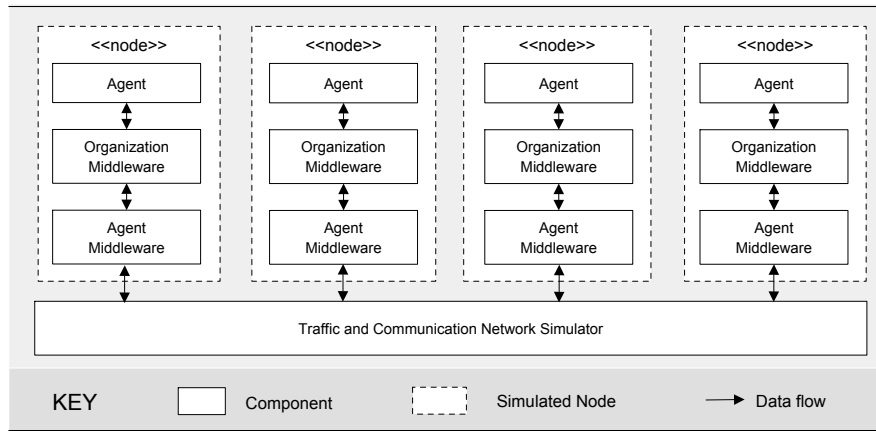 <<node>>
<<node>>
<<node>>
<<node>>
Agent
Agent
Agent
Agent
Organization
Middleware
Organization
Middleware
Organization
Middleware
Organization
Middleware
Agent
Middleware
Agent
Middleware
Agent
Middleware
Agent
Middleware
Traffic and Communication Network Simulator
KEY
Component
Simulated Node
Data flow